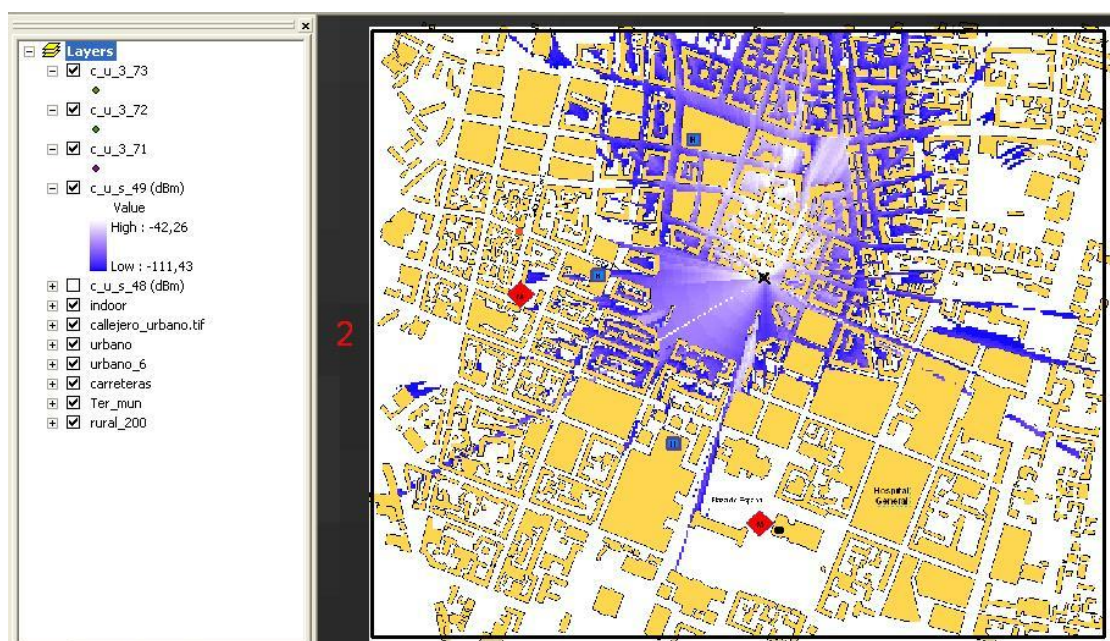 Layers
c_u_3_73
c_u_3_72
c_u_3_71
c_u_s_49 (dBm)
Value
High : -42,26
Low : -111,43
c_u_s_48 (dBm)
indoor
callejero_urbano.tif
urbano
urbano_6
carreteras
Ter_mun
rural_200
2
H
H
Hospital
General